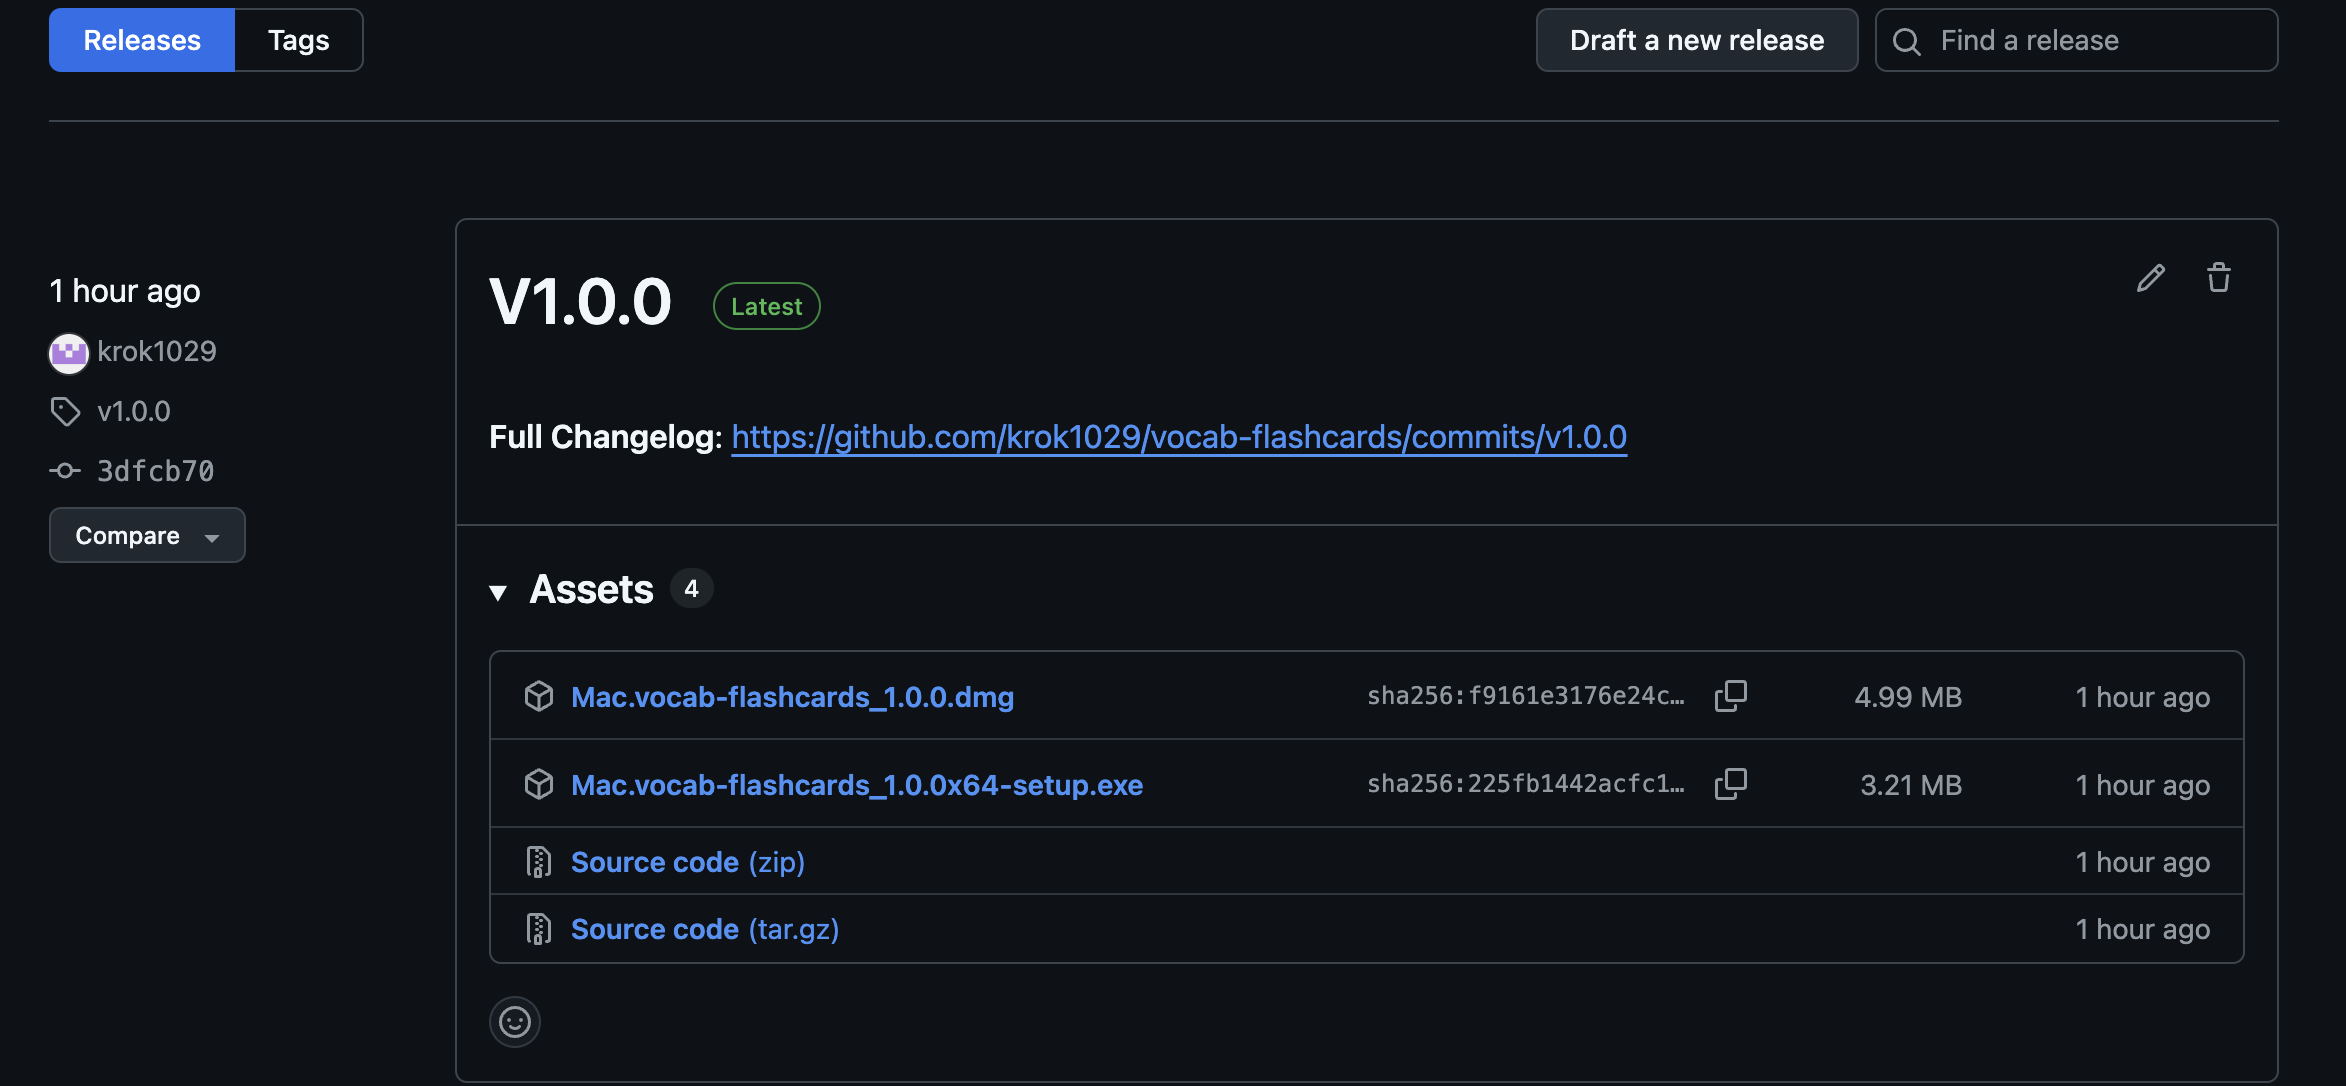 Releases Tags Draft a new release Find a release
1 hour ago
krok1029
v1.0.0
3dfcb70
Compare
V1.0.0 Latest
Full Changelog: https://github.com/krok1029/vocab-flashcards/commits/v1.0.0
Assets 4
Mac.vocab-flashcards_1.0.0.dmg sha256:f9161e3176e24c… 4.99 MB 1 hour ago
Mac.vocab-flashcards_1.0.0x64-setup.exe sha256:225fb1442acfc1… 3.21 MB 1 hour ago
Source code (zip) 1 hour ago
Source code (tar.gz) 1 hour ago